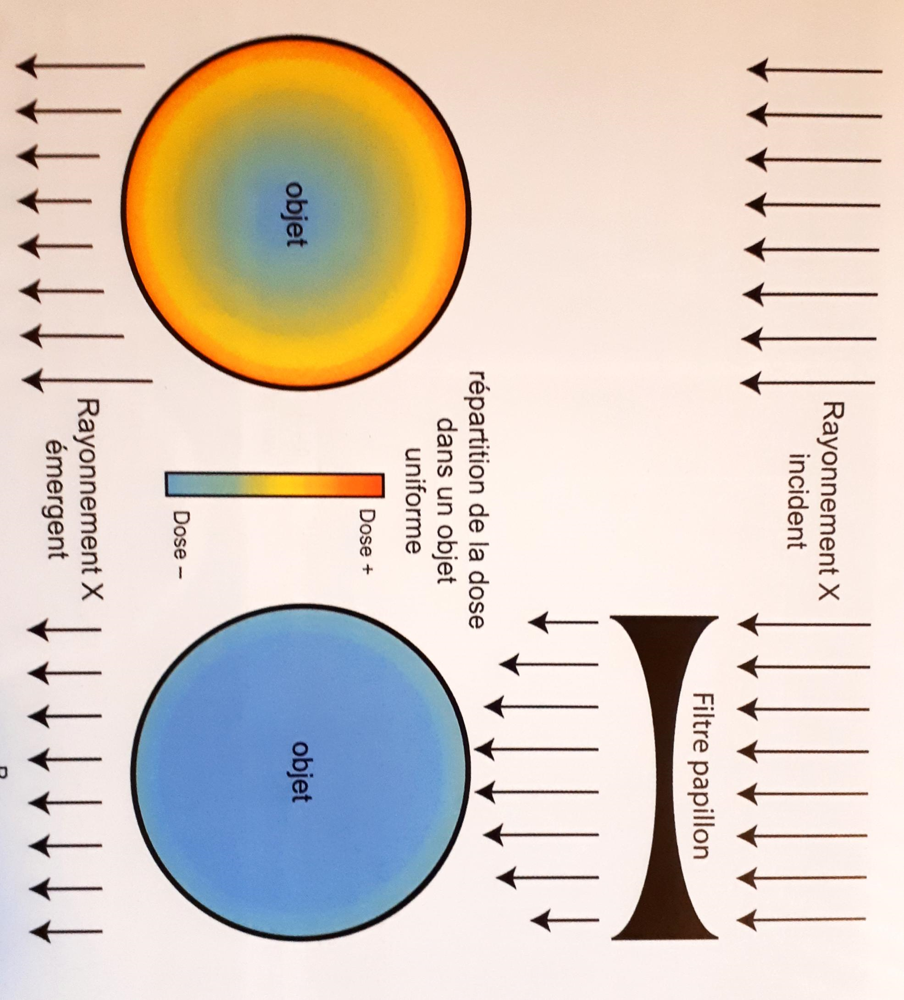 Rayonnement X
incident
Filtre papillon
répartition de la dose
dans un objet
uniforme
Dose +
Dose –
objet
objet
Rayonnement X
émergent